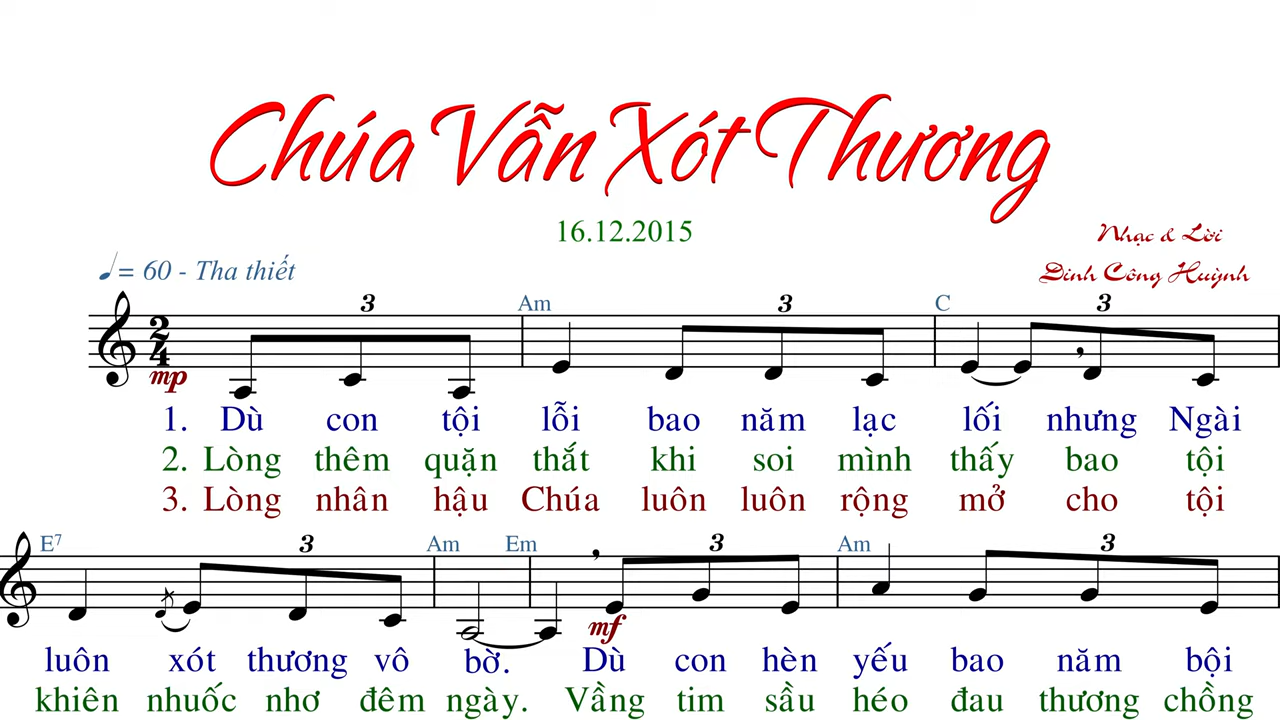 Chúa Vẫn Xót Thương
16.12.2015
Nhạc & Lời
Đinh Công Huỳnh
= 60 - Tha thiết
3 Am 3 C 3
2 4
mp
1. Dù con tội lỗi bao năm lạc lối nhưng Ngài
2. Lòng thêm quặn thắt khi soi mình thấy bao tội
3. Lòng nhân hậu Chúa luôn luôn rộng mở cho tội
E7 3 Am Em 3 Am 3
mf
luôn xót thương vô bờ. Dù con hèn yếu bao năm bội
khiên nhuốc nhơ đêm ngày. Vầng tim sầu héo đau thương chồng